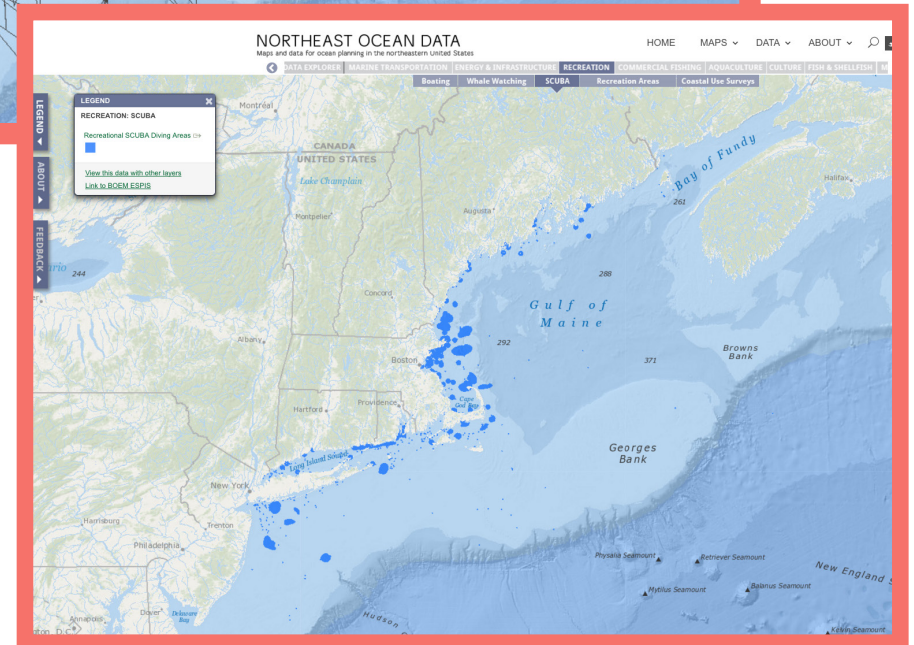 NORTHEAST OCEAN DATA
Maps and data for ocean planning in the northeastern United States
HOME MAPS DATA ABOUT
DATA EXPLORER MARINE TRANSPORTATION ENERGY & INFRASTRUCTURE RECREATION COMMERCIAL FISHING AQUACULTURE CULTURE FISH & SHELLFISH M
Boating Whale Watching SCUBA Recreation Areas Coastal Use Surveys
LEGEND
ABOUT
FEEDBACK
LEGEND
RECREATION: SCUBA
Recreational SCUBA Diving Areas
View this data with other layers
Link to BOEM ESPIS
Montréal
CANADA
UNITED STATES
Lake Champlain
Montpelier
Augusta
Bay of Fundy
261
Halifax
244
Concord
288
Gulf of
Maine
292
371
Browns
Bank
Albany
Boston
Cape
Cod Bay
Hartford
Providence
Georges
Bank
Long Island Sound
New York
Harrisburg
Trenton
Philadelphia
Physalia Seamount
Retriever Seamount
New England
Mytilus Seamount
Balanus Seamount
Dover
Delaware
Bay
Annapolis
Hudson
Kelvin Seamount